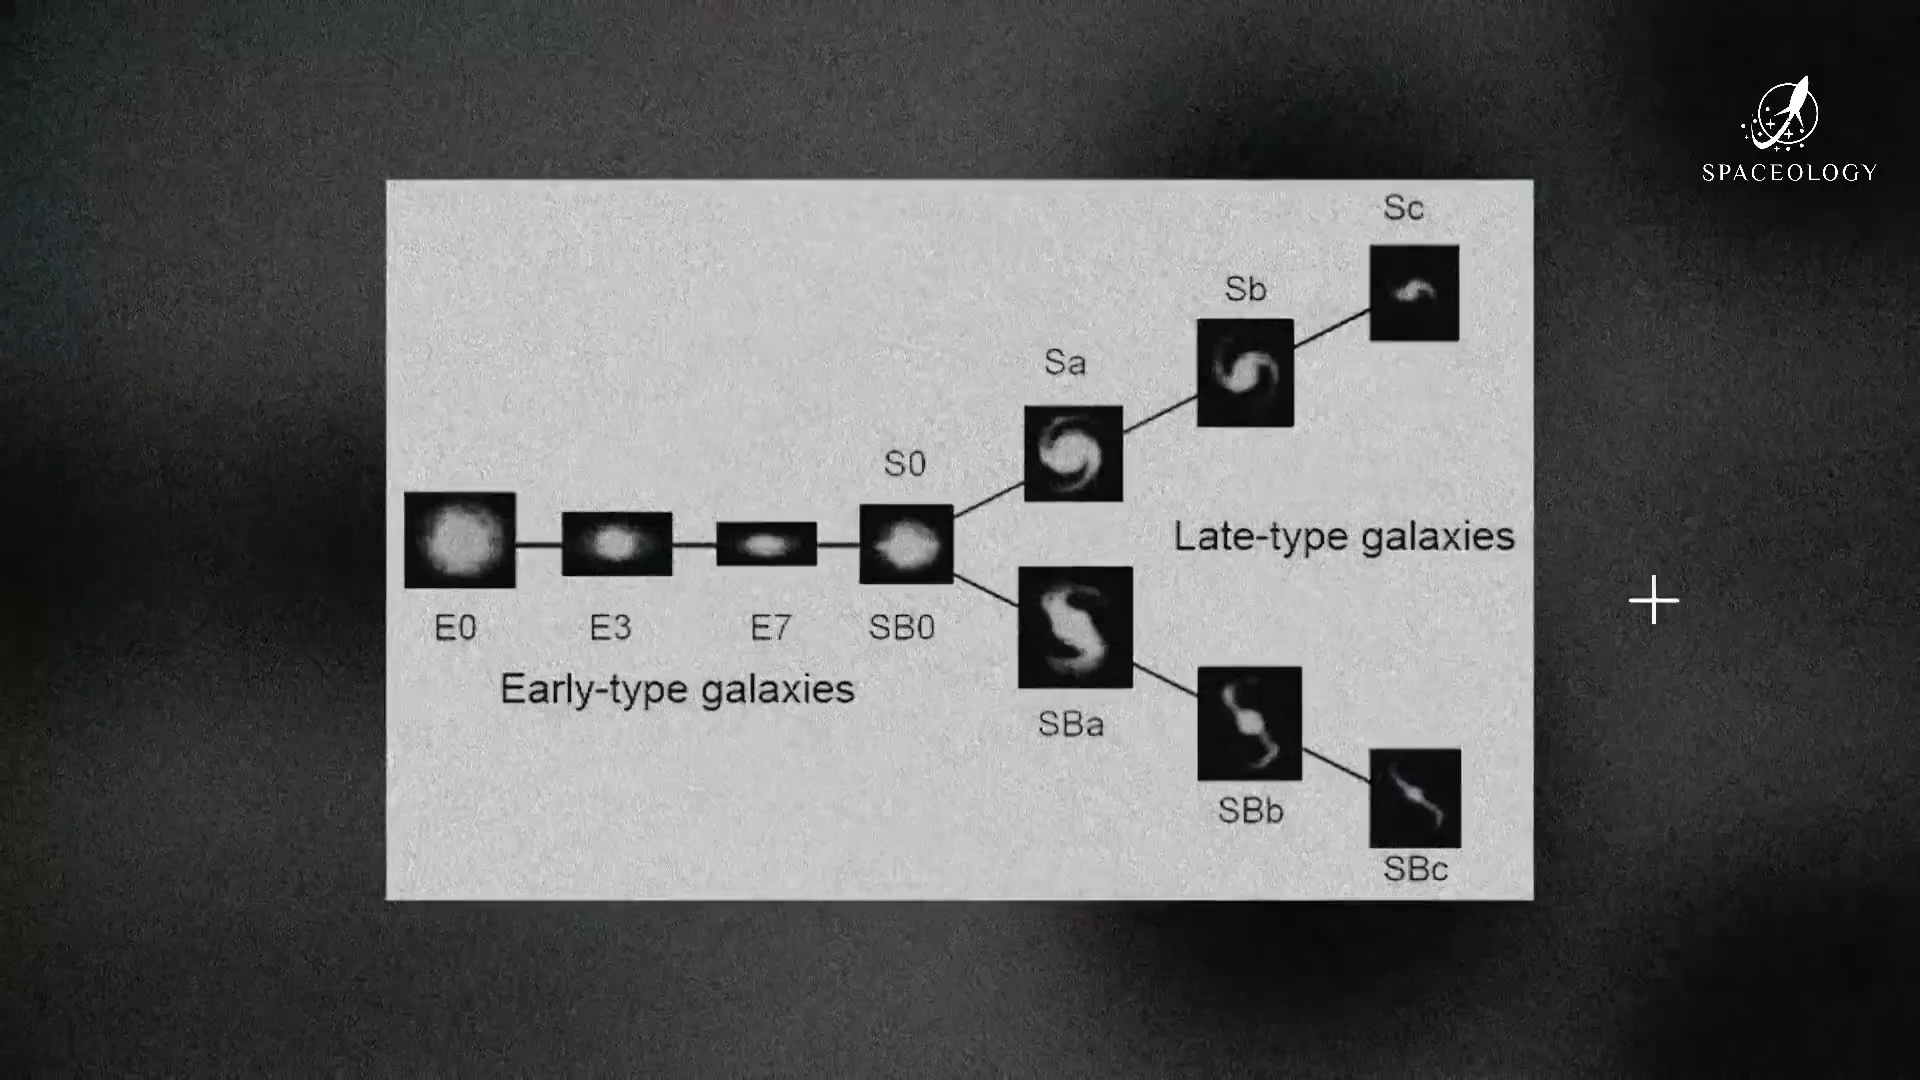 SPACEOLOGY
Sc
Sb
Sa
S0
Late-type galaxies
E0
E3
E7
SB0
Early-type galaxies
SBa
SBb
SBc